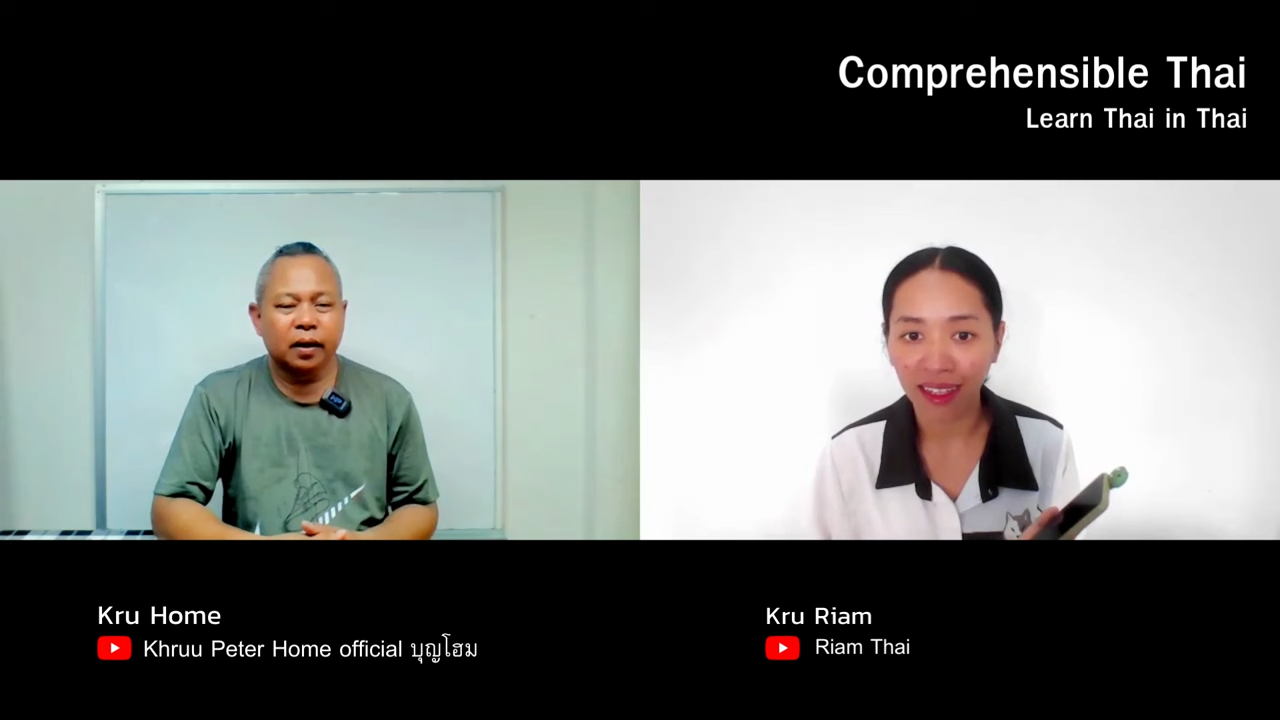 Comprehensible Thai
Learn Thai in Thai
Kru Home
Khruu Peter Home official บุญโฮม
Kru Riam
Riam Thai